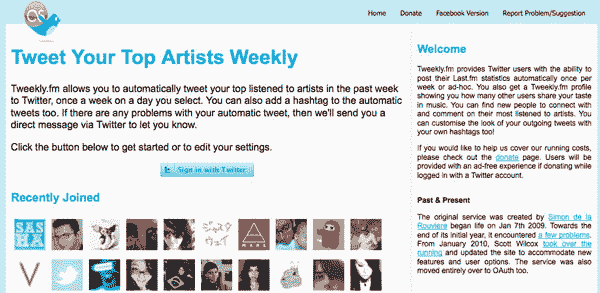 Home Donate Facebook Version Report Problem/Suggestion
Tweet Your Top Artists Weekly
Tweekly.fm allows you to automatically tweet your top listened to artists in the past week
to Twitter, once a week on a day you select. You can also add a hashtag to the automatic
tweets too. If there are any problems with your automatic tweet, then we'll send you a
direct message via Twitter to let you know.
Click the button below to get started or to edit your settings.
Sign in with Twitter
Recently Joined
SAS
HA
ジャスタ
ウェイ
MARS
Welcome
Tweekly.fm provides Twitter users with the ability to
post their Last.fm statistics automatically once per
week or ad-hoc. You also get a Tweekly.fm profile
showing you how many other users share your taste
in music. You can find new people to connect with
and comment on their most listened to artists. You
can customise the look of your outgoing tweets with
your own hashtags too!
If you would like to help us cover our running costs,
please check out the donate page. Users will be
provided with an ad-free experience if donating while
logged in with a Twitter account.
Past & Present
The original service was created by Simon de la
Rouviere began life on Jan 7th 2009. Towards the
end of its initial year, it encountered a few problems.
From January 2010, Scott Wilcox took over the
running and updated the site to accommodate new
features and user options. The service was also
moved entirely over to OAuth too.